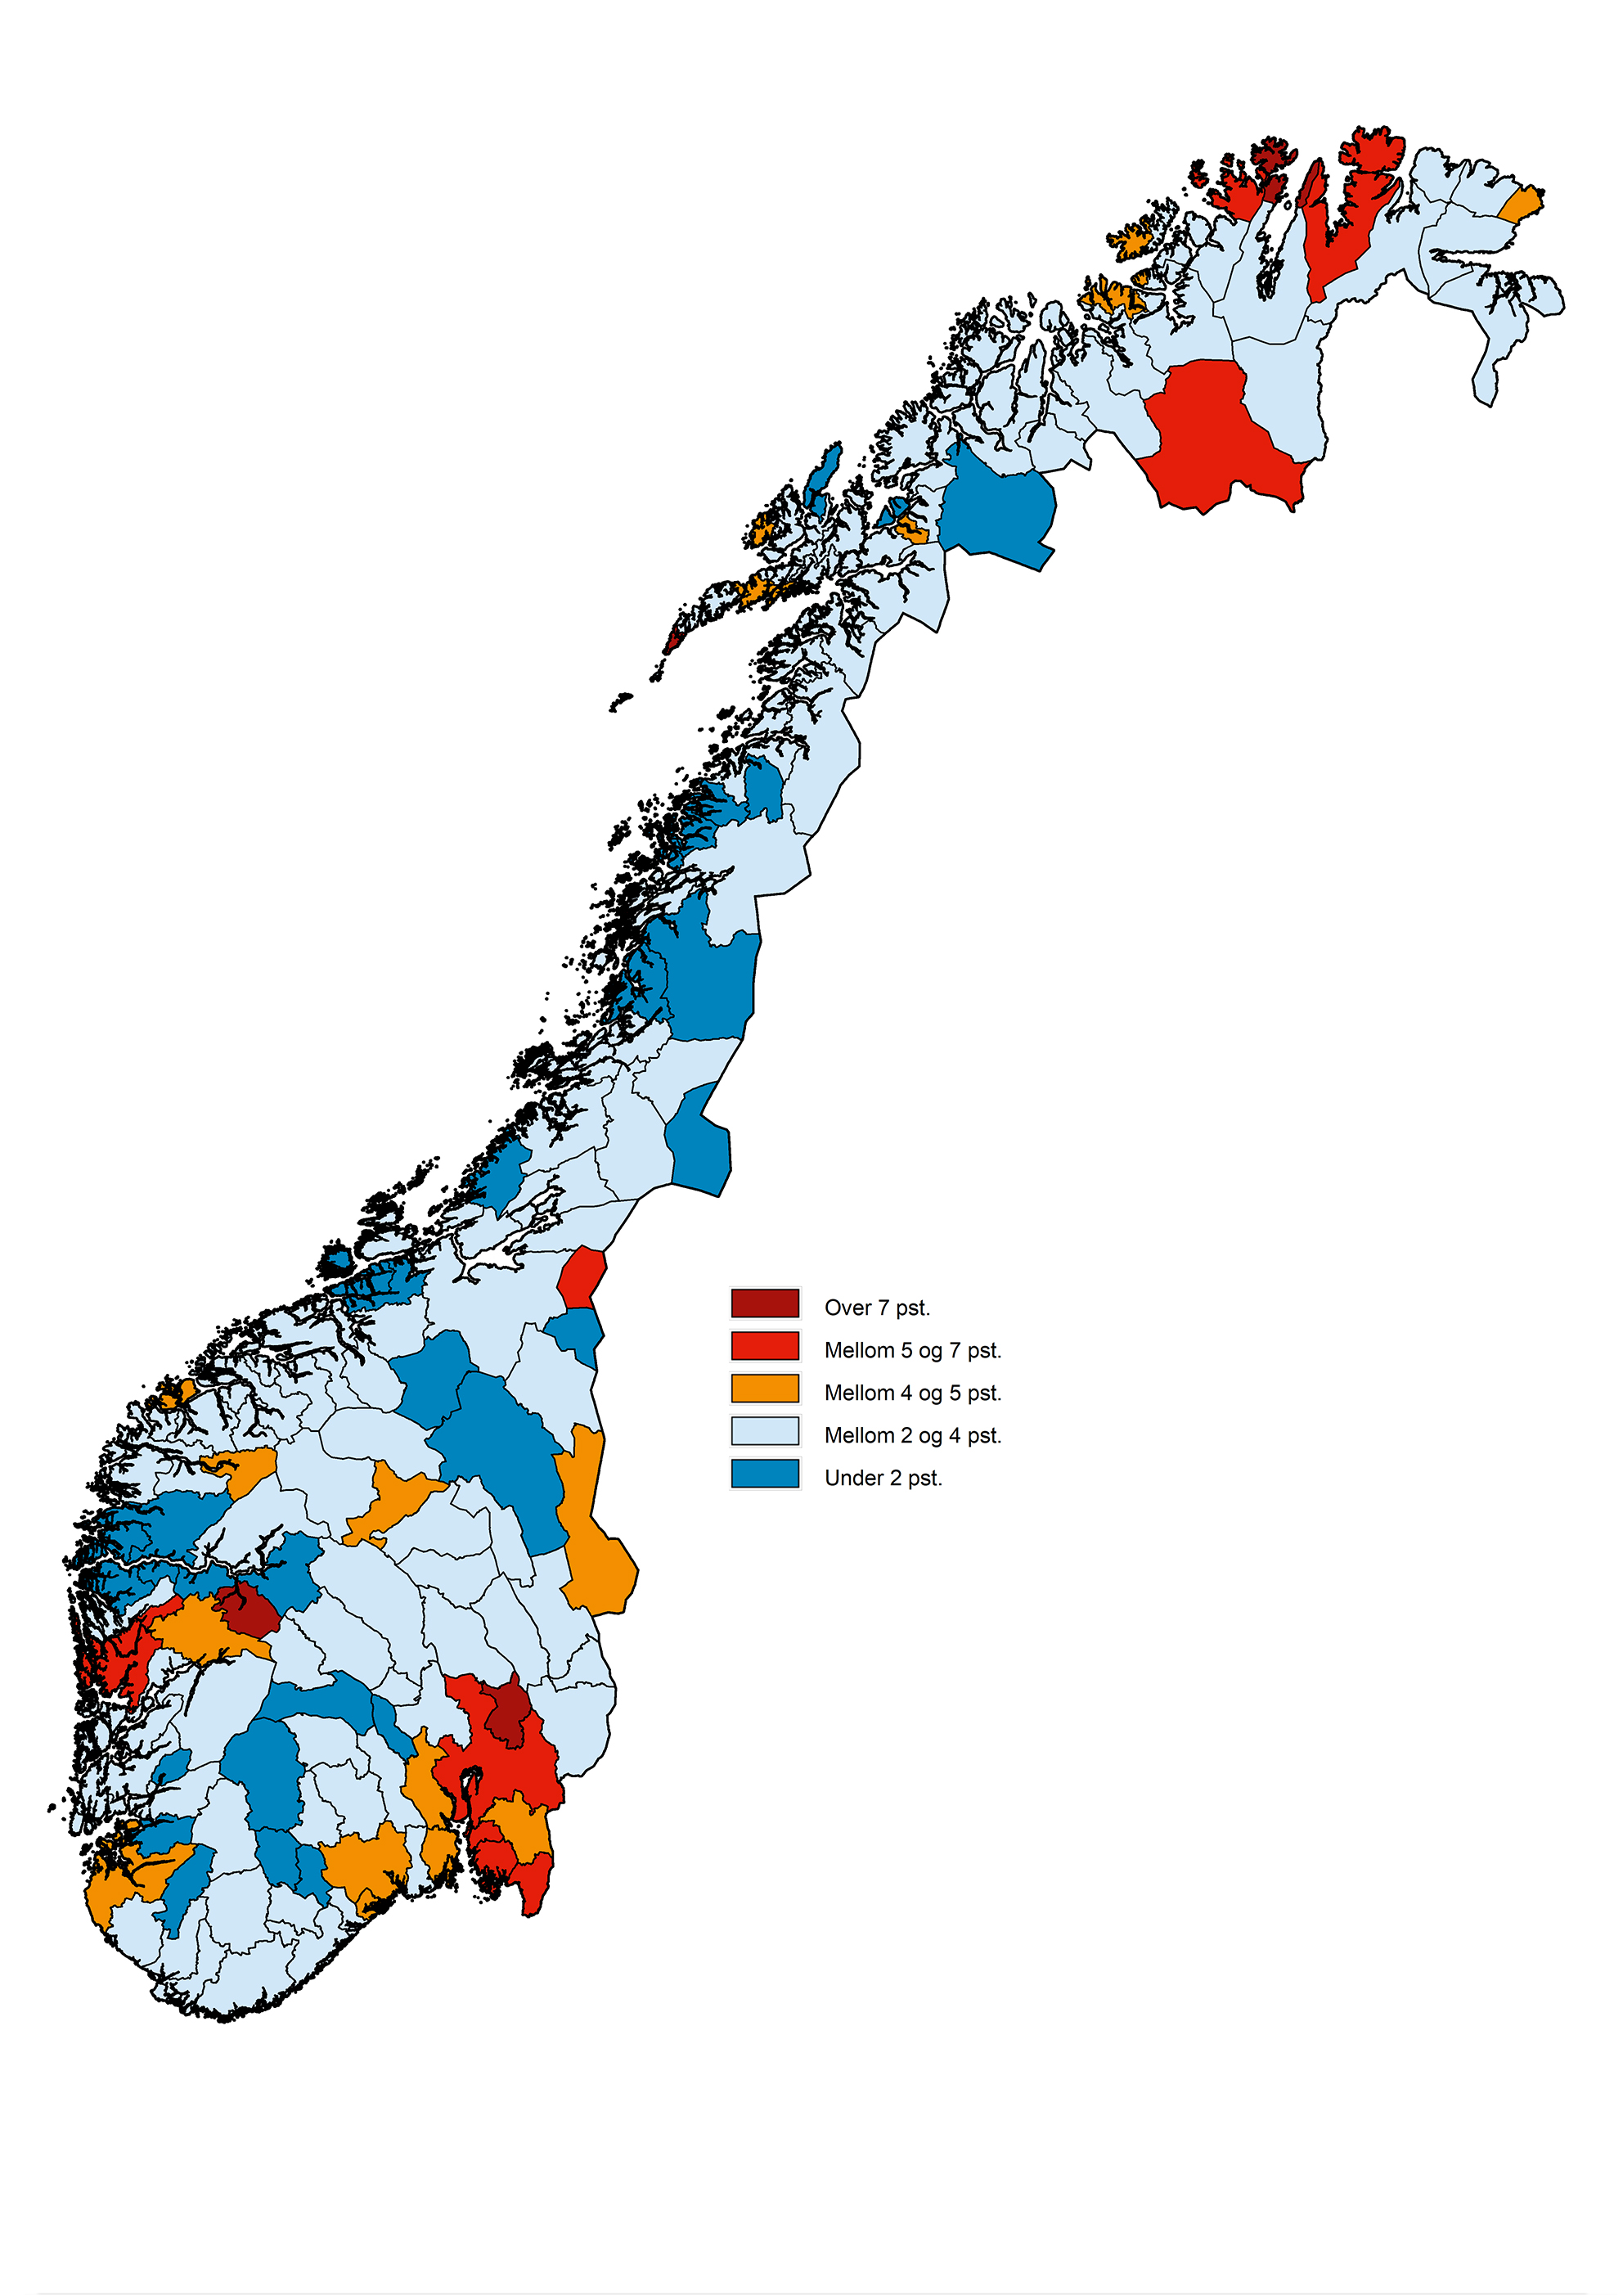 Over 7 pst.
Mellom 5 og 7 pst.
Mellom 4 og 5 pst.
Mellom 2 og 4 pst.
Under 2 pst.